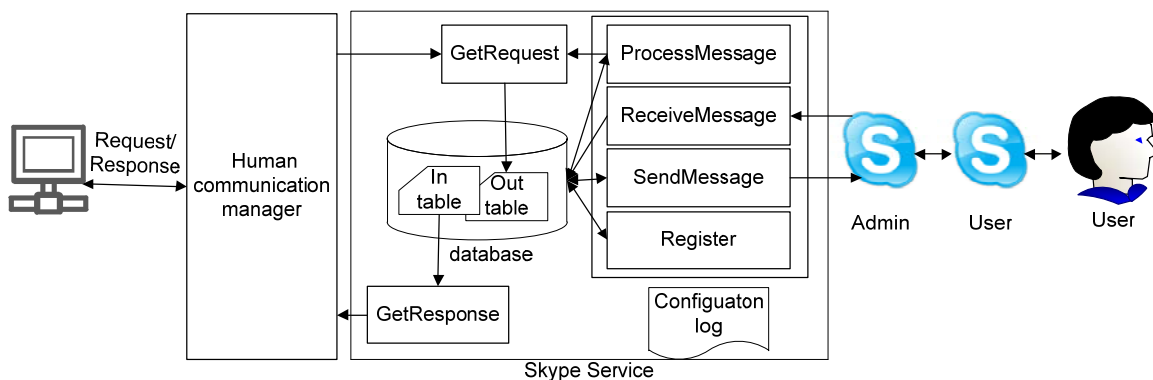 Request/
Response
Human
communication
manager
GetRequest
In
table
Out
table
database
GetResponse
ProcessMessage
ReceiveMessage
SendMessage
Register
Configuaton
log
Skype Service
S
Admin
S
User
User